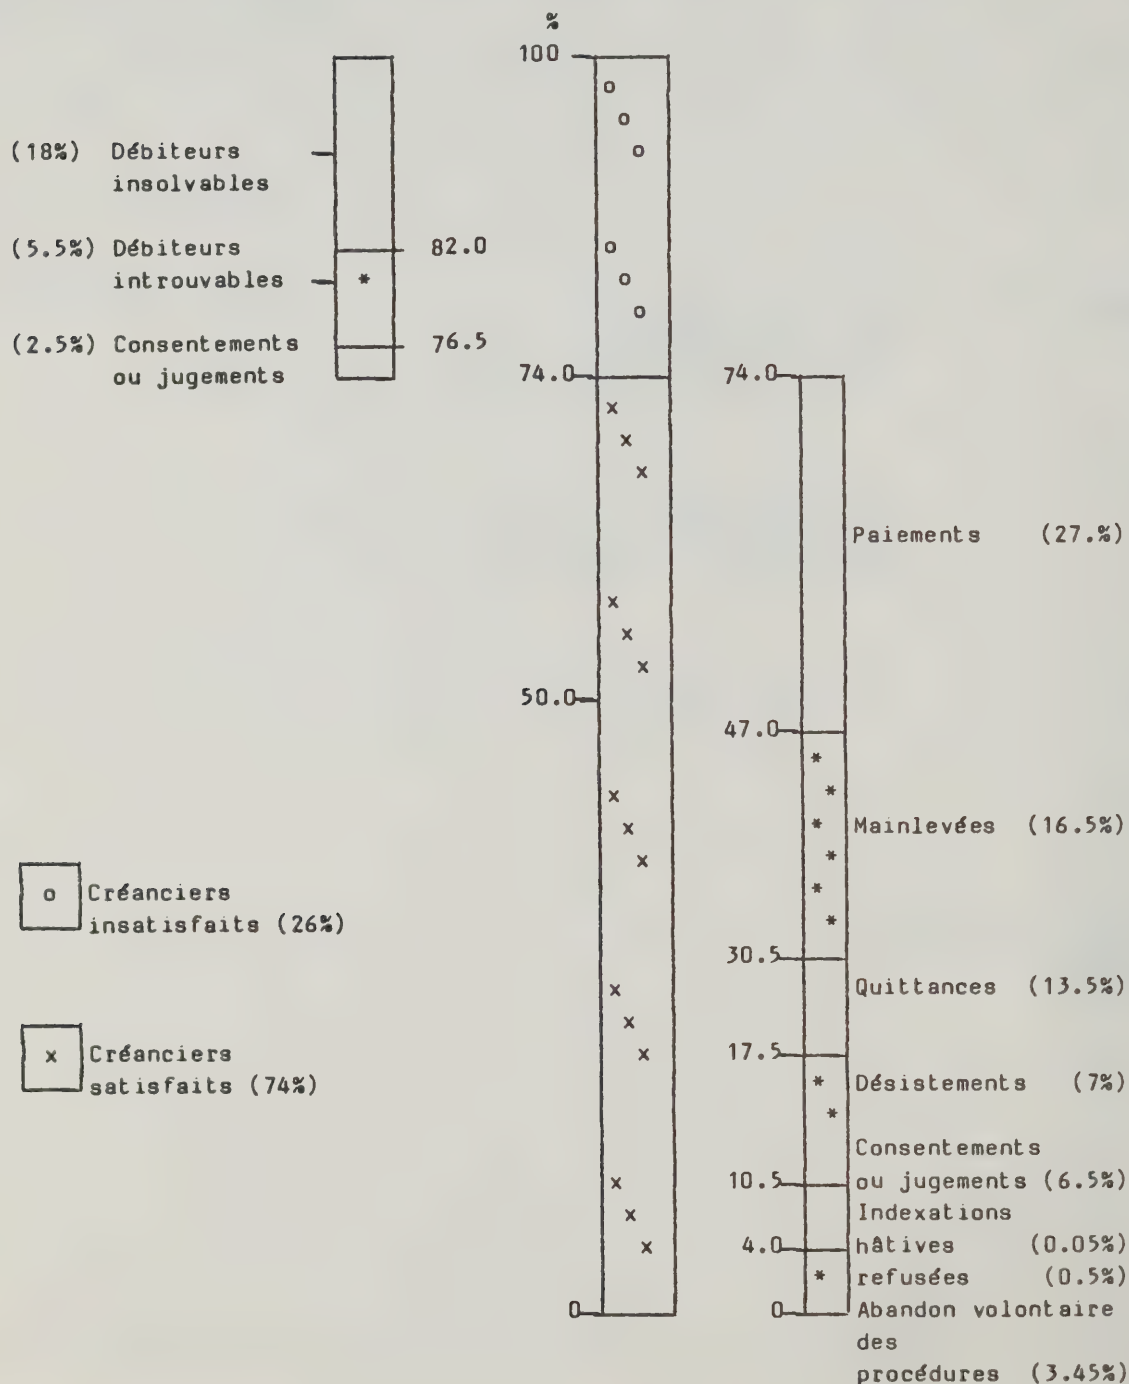 %
100
(18%) Débiteurs
insolvables
(5.5%) Débiteurs 82.0
introuvables *
(2.5%) Consentements 76.5
ou jugements
o
o
o
o
o
o
74.0
x
x
x
x
x
x
50.0
x
x
x
x
x
x
x
x
x
0
74.0
Paiements (27.%)
47.0
*
*
* Mainlevées (16.5%)
*
*
*
30.5
Quittances (13.5%)
17.5
* Désistements (7%)
*
Consentements
10.5 ou jugements (6.5%)
Indexations
4.0 hâtives (0.05%)
* refusées (0.5%)
0 Abandon volontaire
des
procédures (3.45%)
o Créanciers
insatisfaits (26%)
x Créanciers
satisfaits (74%)